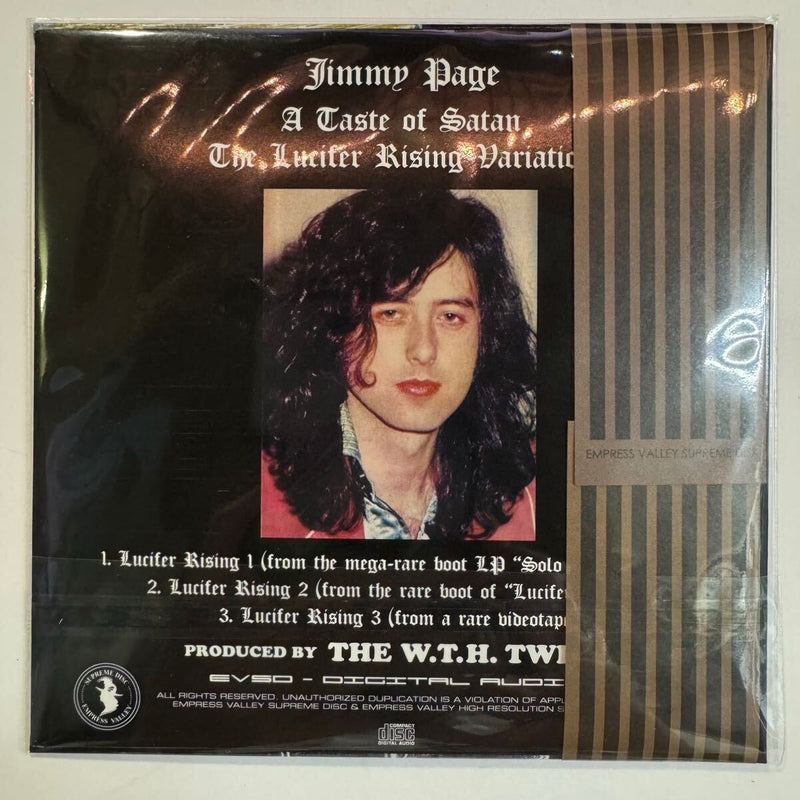 Jimmy Page
A Taste of Satan
The Lucifer Rising Variatio
EMPRESS VALLEY SUPREME DISC
1. Lucifer Rising 1 (from the mega-rare boot LP "Solo
2. Lucifer Rising 2 (from the rare boot of "Lucife
3. Lucifer Rising 3 (from a rare videotap
PRODUCED BY THE W.T.H. TWI
EVSD - DIGITAL AUDI
ALL RIGHTS RESERVED. UNAUTHORIZED DUPLICATION IS A VIOLATION OF APPL
EMPRESS VALLEY SUPREME DISC & EMPRESS VALLEY HIGH RESOLUTION S
SUPREME DISC
EMPRESS VALLEY
COMPACT
disc
DIGITAL AUDIO